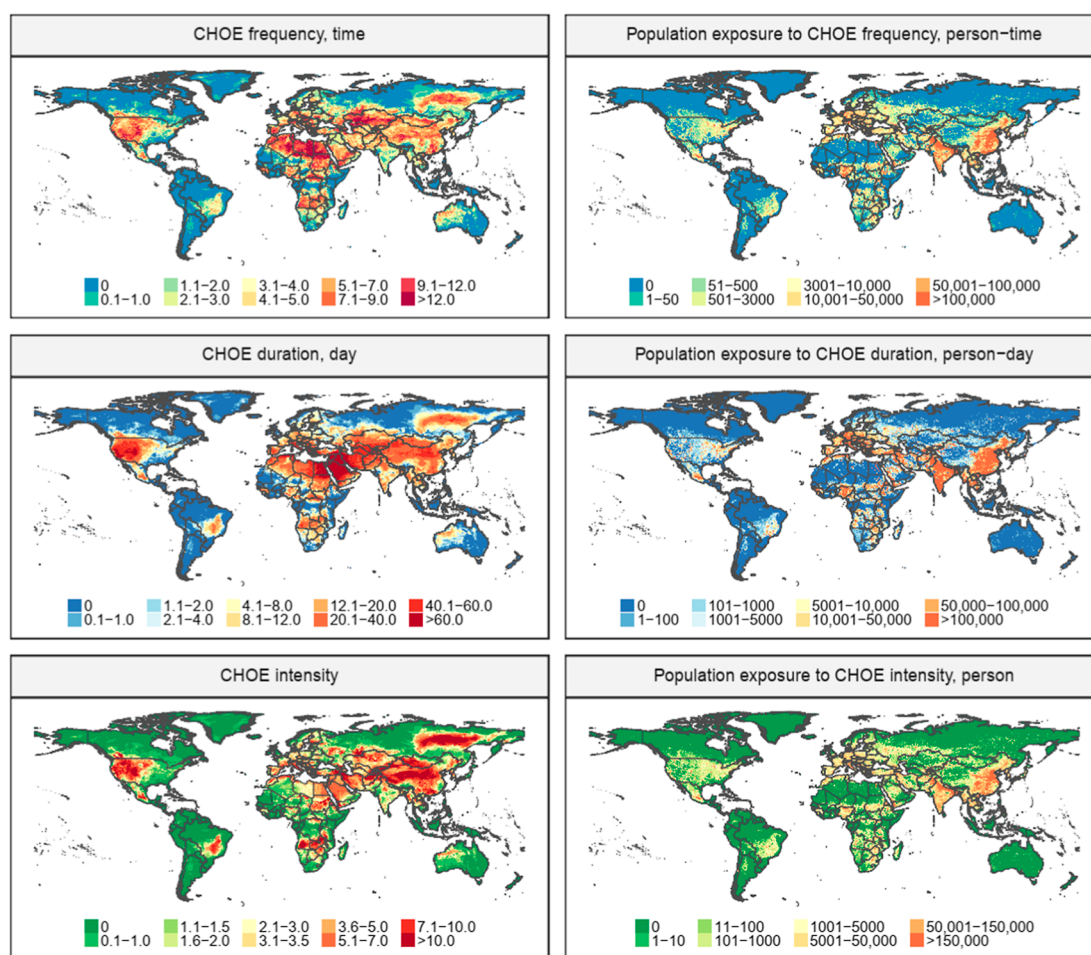 CHOE frequency, time
Population exposure to CHOE frequency, person−time
0 1.1−2.0 3.1−4.0 5.1−7.0 9.1−12.0
0.1−1.0 2.1−3.0 4.1−5.0 7.1−9.0 >12.0
0 51−500 3001−10,000 50,001−100,000
1−50 501−3000 10,001−50,000 >100,000
CHOE duration, day
Population exposure to CHOE duration, person−day
0 1.1−2.0 4.1−8.0 12.1−20.0 40.1−60.0
0.1−1.0 2.1−4.0 8.1−12.0 20.1−40.0 >60.0
0 101−1000 5001−10,000 50,000−100,000
1−100 1001−5000 10,001−50,000 >100,000
CHOE intensity
Population exposure to CHOE intensity, person
0 1.1−1.5 2.1−3.0 3.6−5.0 7.1−10.0
0.1−1.0 1.6−2.0 3.1−3.5 5.1−7.0 >10.0
0 11−100 1001−5000 50,001−150,000
1−10 101−1000 5001−50,000 >150,000